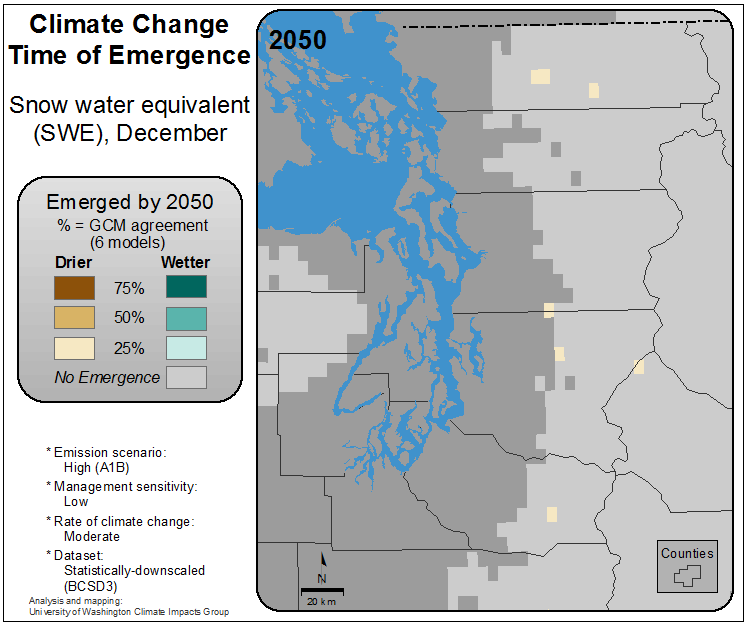 Climate Change
Time of Emergence
Snow water equivalent
(SWE), December
Emerged by 2050
% = GCM agreement
(6 models)
Drier Wetter
75%
50%
25%
No Emergence
* Emission scenario:
High (A1B)
* Management sensitivity:
Low
* Rate of climate change:
Moderate
* Dataset:
Statistically-downscaled
(BCSD3)
Analysis and mapping:
University of Washington Climate Impacts Group
2050
N
20 km
Counties